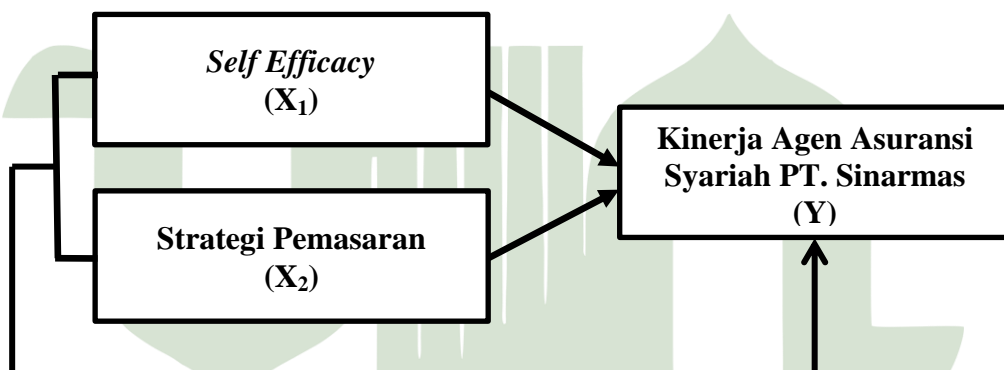 Self Efficacy
(X₁)
Kinerja Agen Asuransi
Syariah PT. Sinarmas
(Y)
Strategi Pemasaran
(X₂)